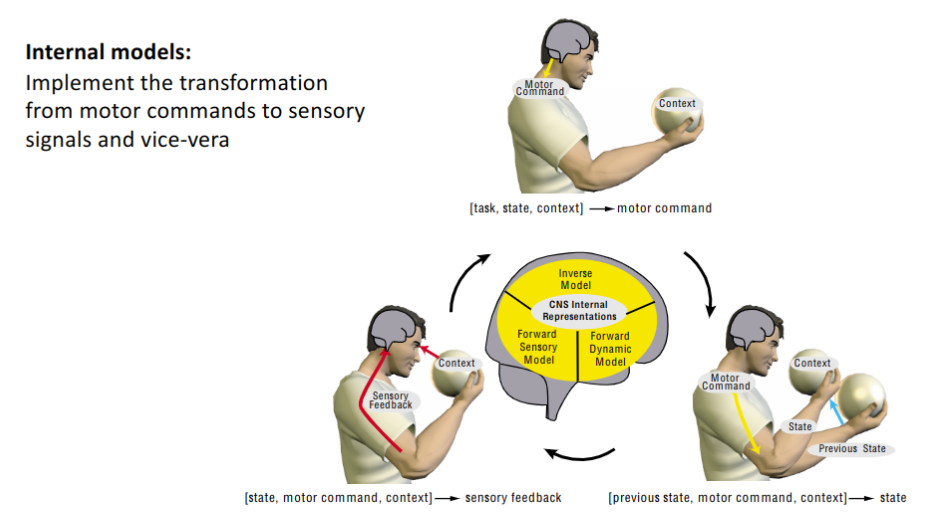 Internal models:
Implement the transformation
from motor commands to sensory
signals and vice-vera
Motor
Command
Context
[task, state, context] → motor command
Inverse
Model
CNS Internal
Representations
Forward
Sensory
Model
Forward
Dynamic
Model
Context
Sensory
Feedback
[state, motor command, context] → sensory feedback
Motor
Command
Context
State
Previous State
[previous state, motor command, context] → state